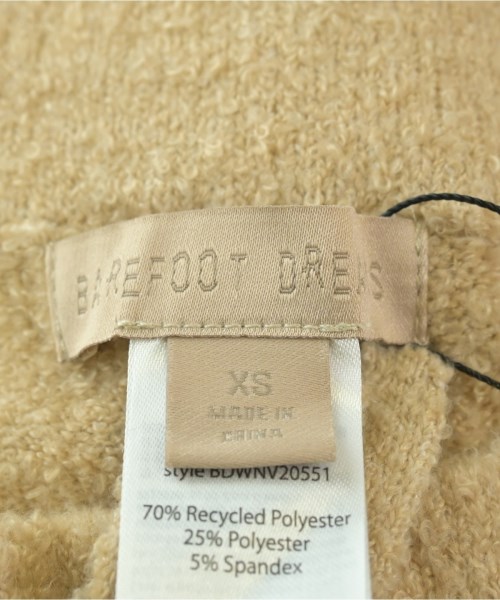 BAREFOOT DREAMS
XS
MADE IN
CHINA
style BDWNV20551
70% Recycled Polyester
25% Polyester
5% Spandex